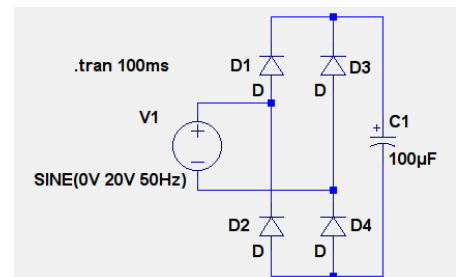 .tran 100ms
D1
D3
D
D
V1
+
C1
+
100µF
SINE(0V 20V 50Hz)
D2
D4
D
D